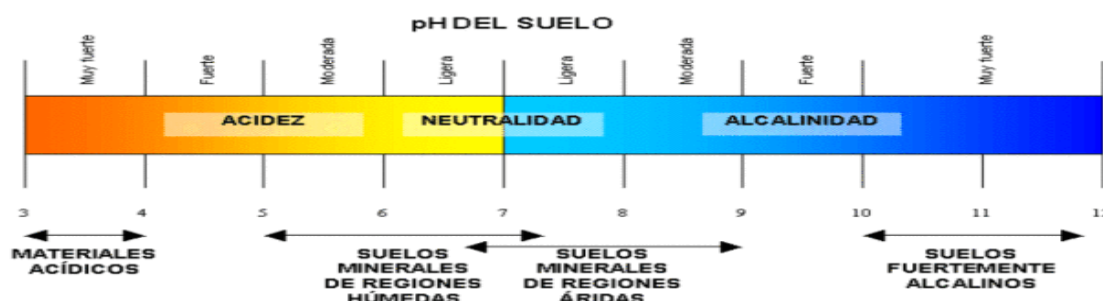 pH DEL SUELO
Muy fuerte
Fuerte
Moderada
Ligera
Ligera
Moderada
Fuerte
Muy fuerte
ACIDEZ
NEUTRALIDAD
ALCALINIDAD
3 4 5 6 7 8 9 10 11
MATERIALES
ACÍDICOS
SUELOS
MINERALES
DE REGIONES
HÚMEDAS
SUELOS
MINERALES
DE REGIONES
ÁRIDAS
SUELOS
FUERTEMENTE
ALCALINOS